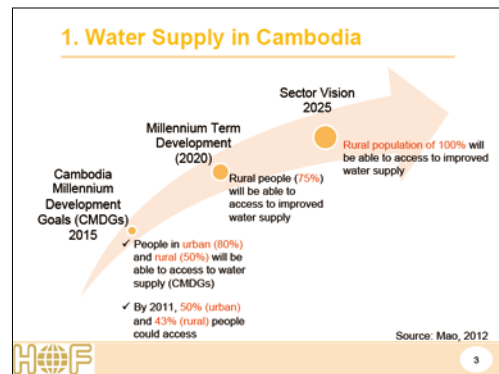 1. Water Supply in Cambodia
Sector Vision
2025
Rural population of 100% will
be able to access to improved
water supply
Millennium Term
Development
(2020)
Rural people (75%)
will be able to
access to improved
water supply
Cambodia
Millennium
Development
Goals (CMDGs)
2015
✓ People in urban (80%)
and rural (50%) will be
able to access to water
supply (CMDGs)
✓ By 2011, 50% (urban)
and 43% (rural) people
could access
Source: Mao, 2012
HOF
3